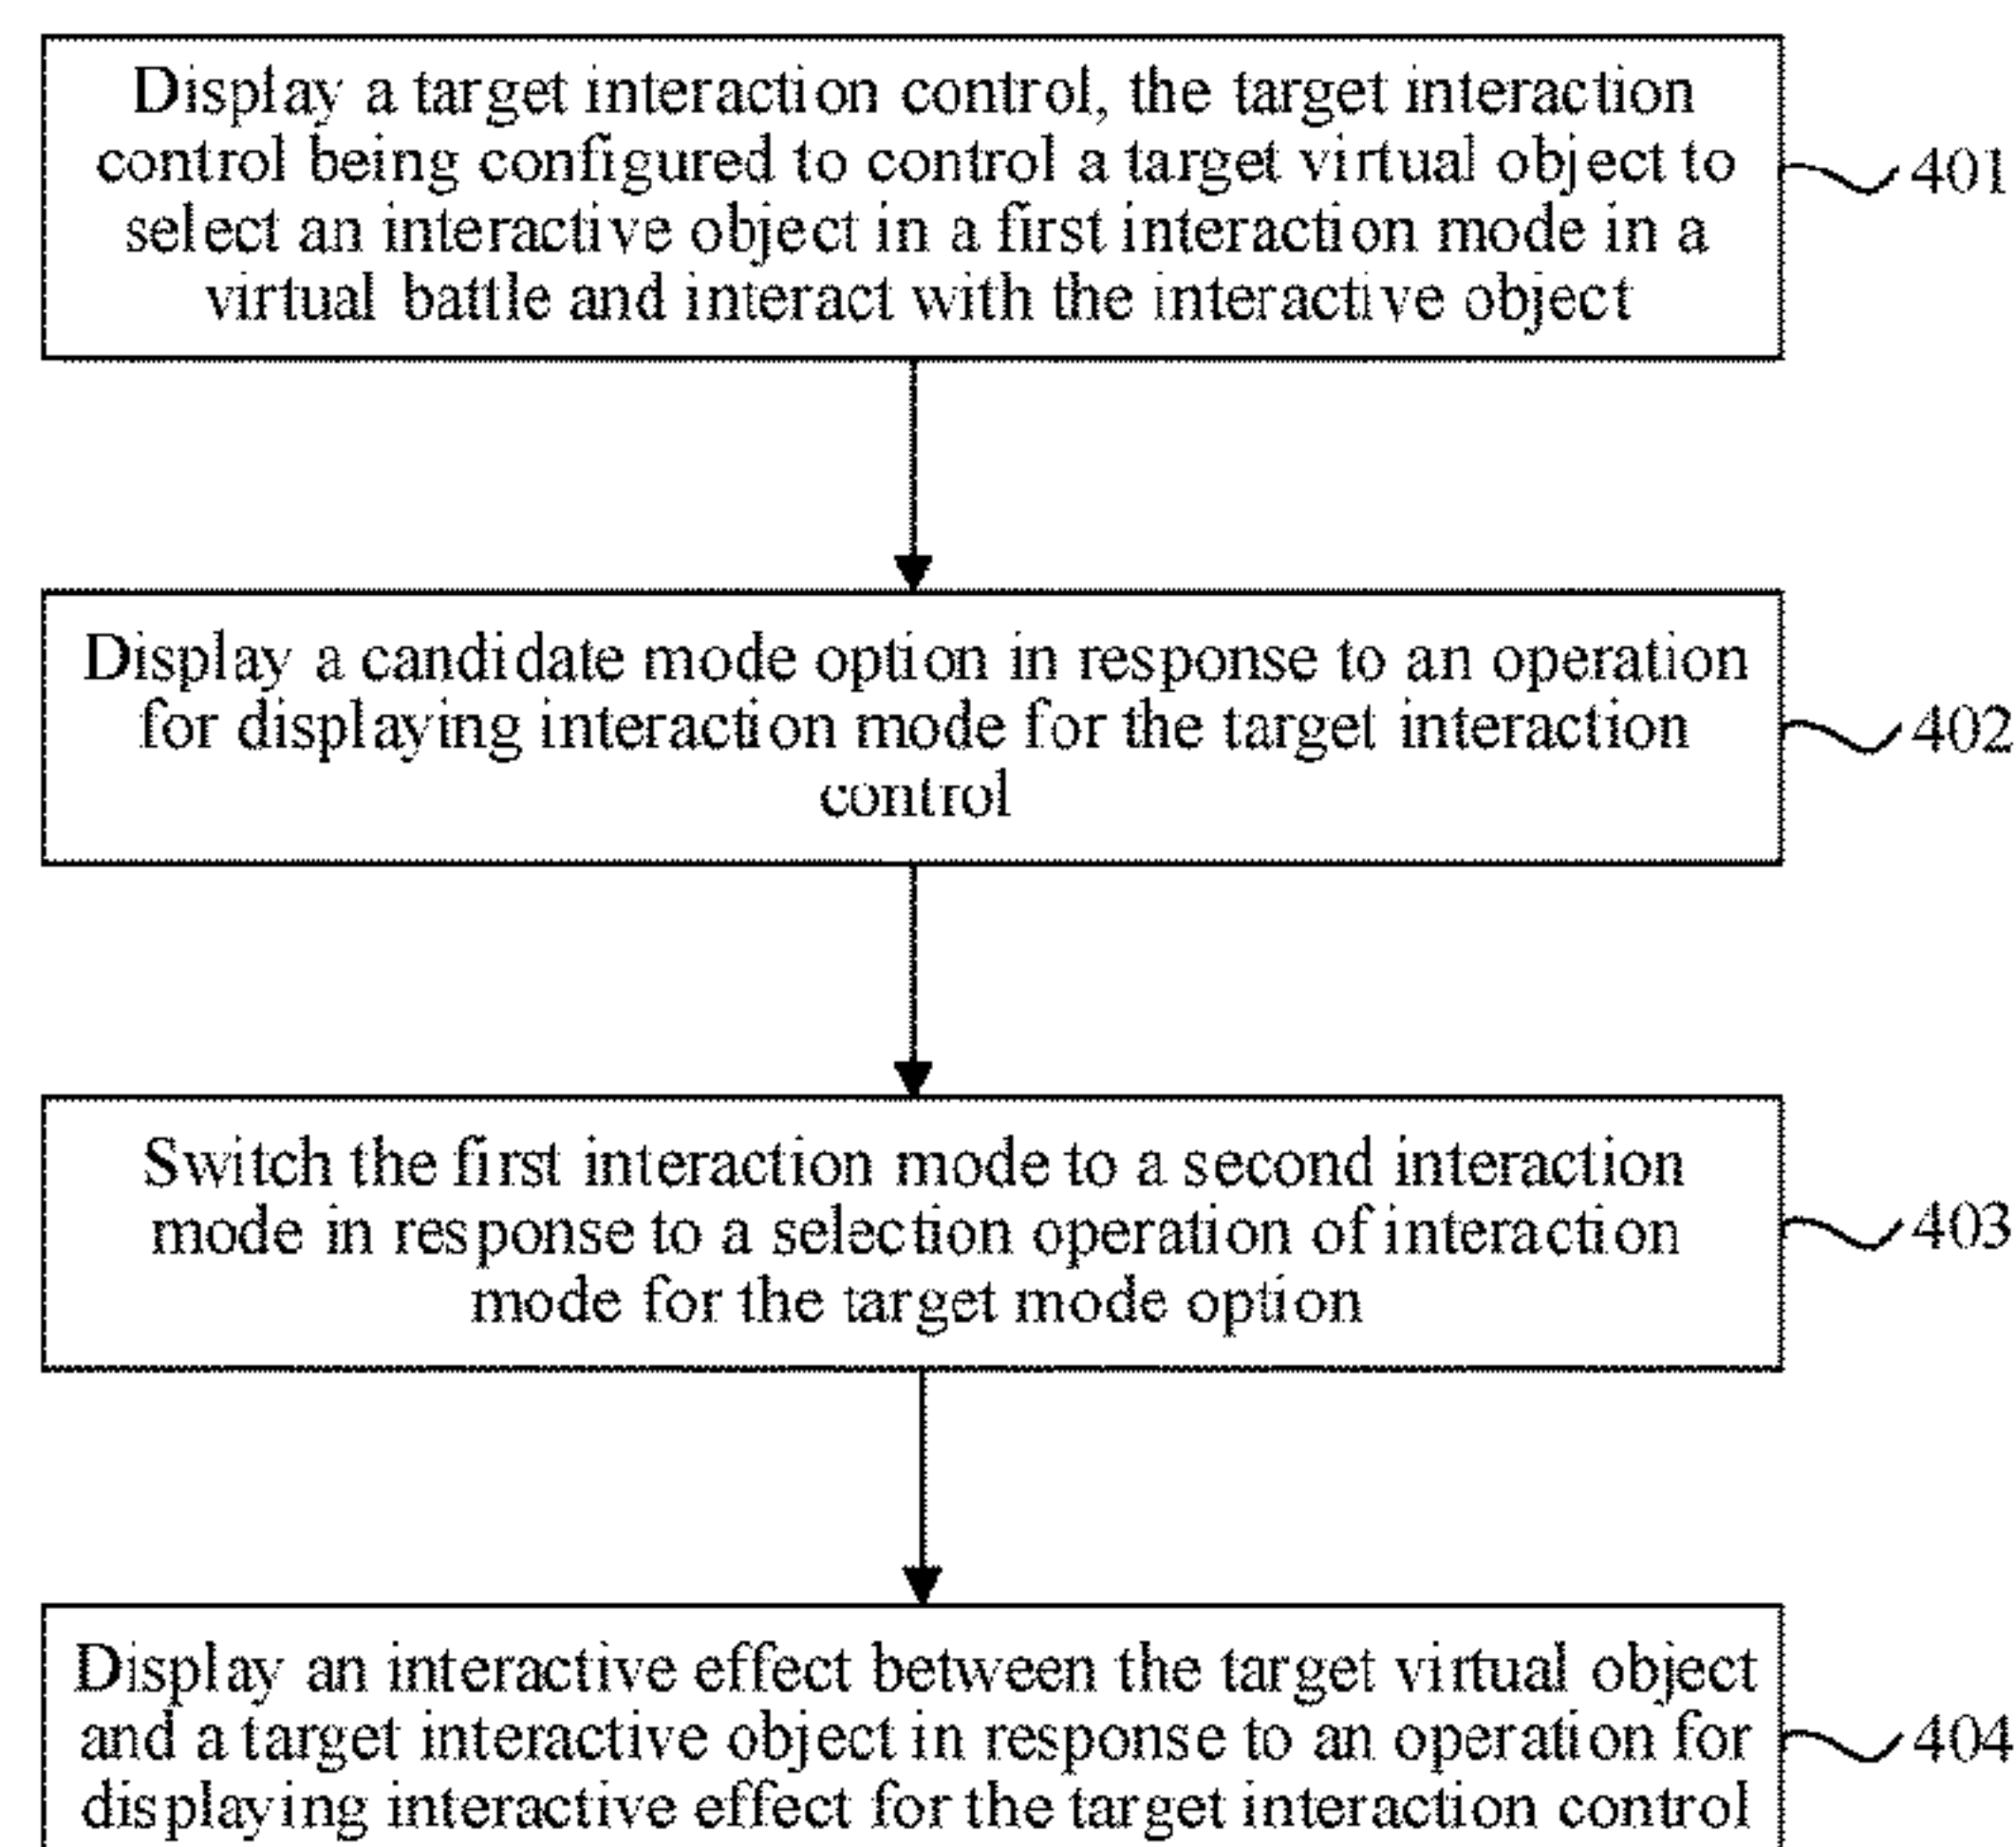 Display a target interaction control, the target interaction
control being configured to control a target virtual object to
select an interactive object in a first interaction mode in a
virtual battle and interact with the interactive object
401
Display a candidate mode option in response to an operation
for displaying interaction mode for the target interaction
control
402
Switch the first interaction mode to a second interaction
mode in response to a selection operation of interaction
mode for the target mode option
403
Display an interactive effect between the target virtual object
and a target interactive object in response to an operation for
displaying interactive effect for the target interaction control
404